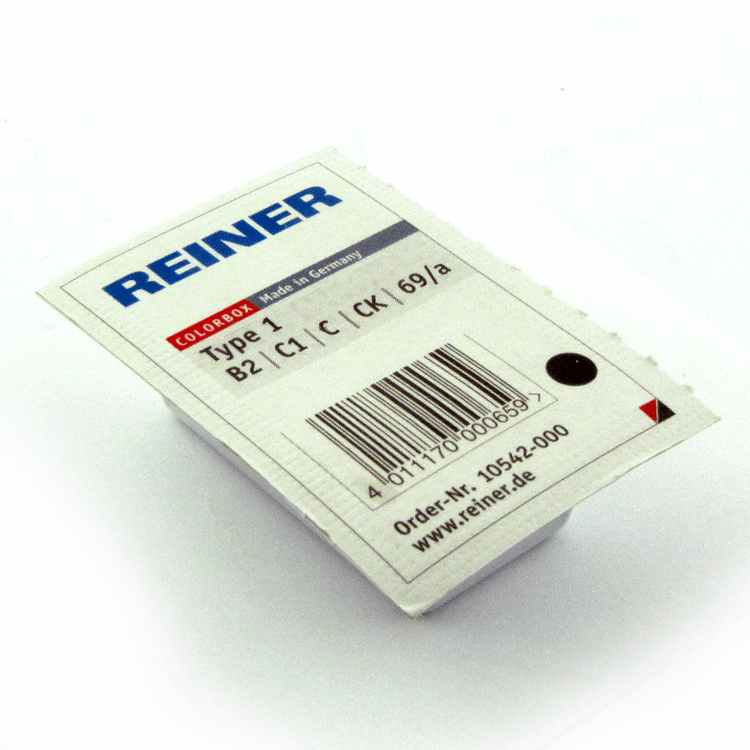 REINER
COLORBOX Made in Germany
Type 1
B2 | C1 | C | CK | 69/a
4 011170 000659 >
Order-Nr. 10542-000
www.reiner.de